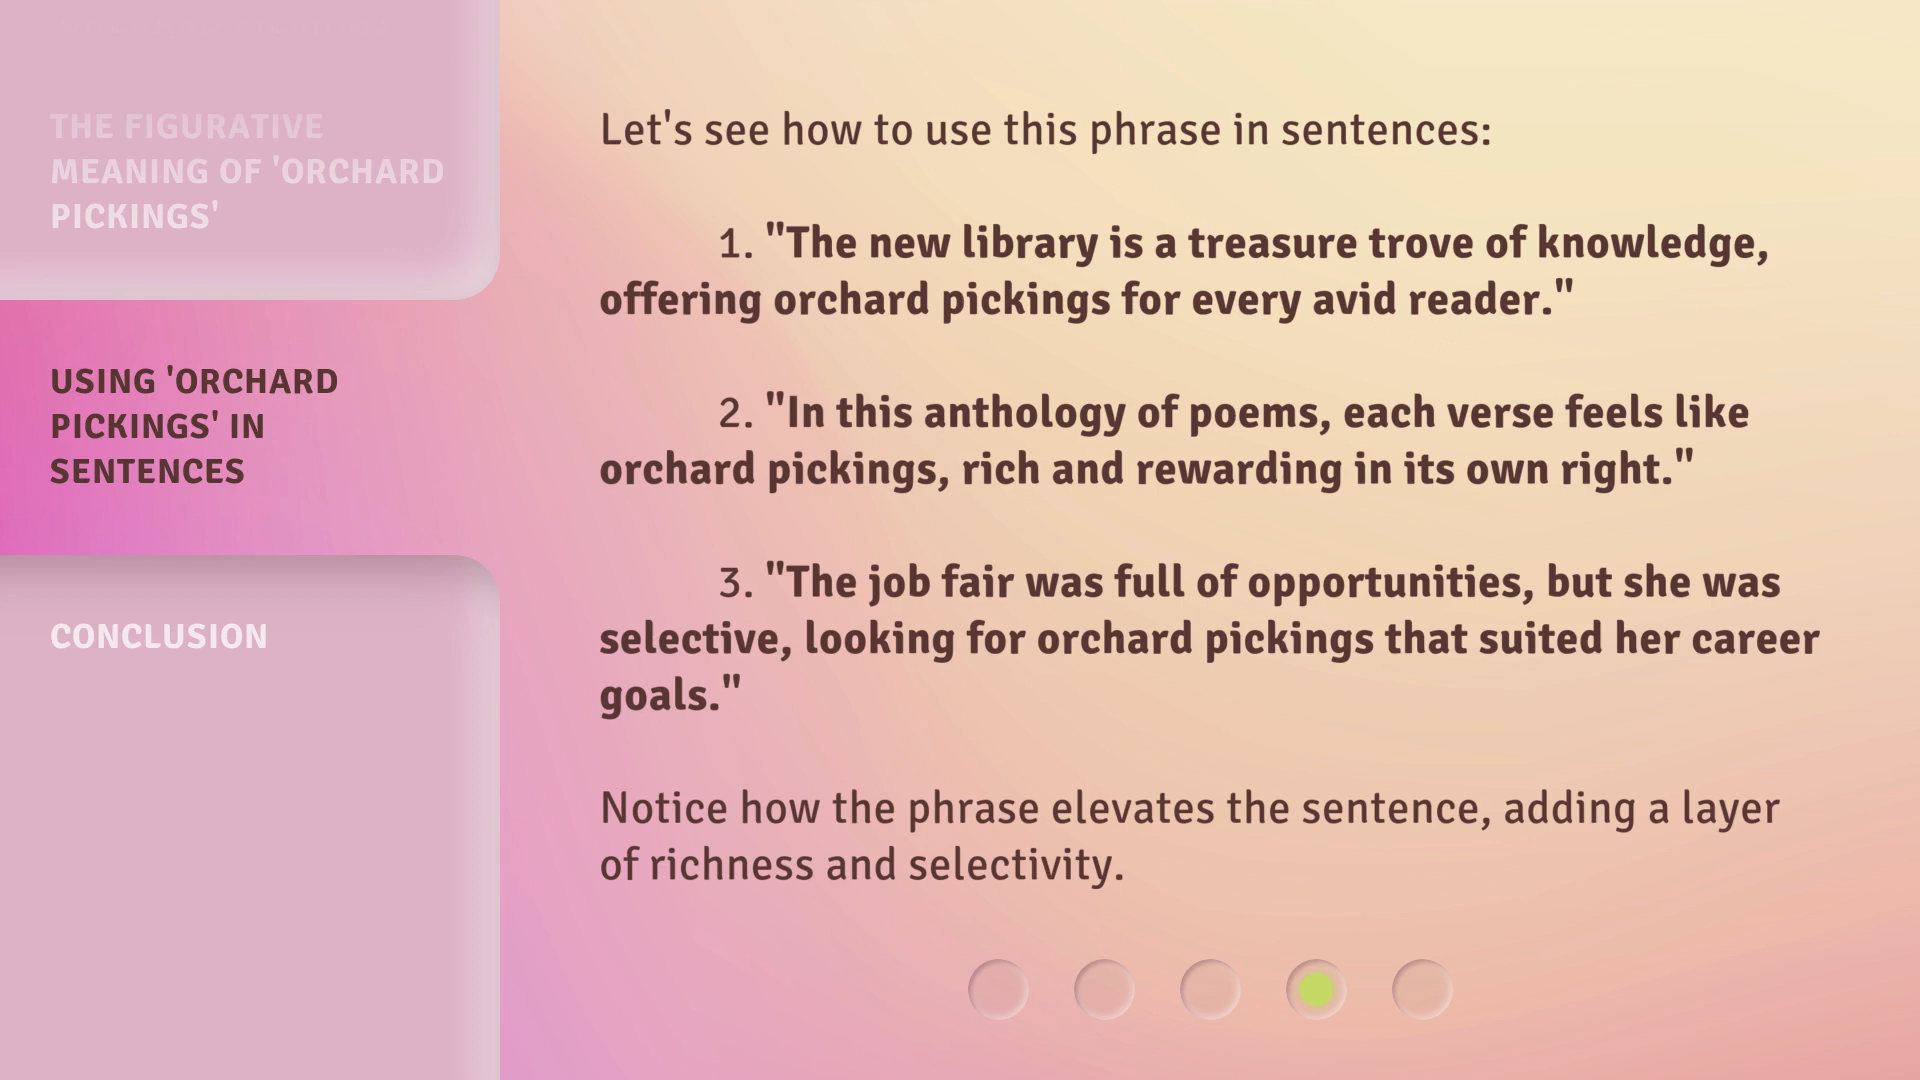 THE FIGURATIVE
MEANING OF 'ORCHARD
PICKINGS'
USING 'ORCHARD
PICKINGS' IN
SENTENCES
CONCLUSION
Let's see how to use this phrase in sentences:
1. "The new library is a treasure trove of knowledge,
offering orchard pickings for every avid reader."
2. "In this anthology of poems, each verse feels like
orchard pickings, rich and rewarding in its own right."
3. "The job fair was full of opportunities, but she was
selective, looking for orchard pickings that suited her career
goals."
Notice how the phrase elevates the sentence, adding a layer
of richness and selectivity.